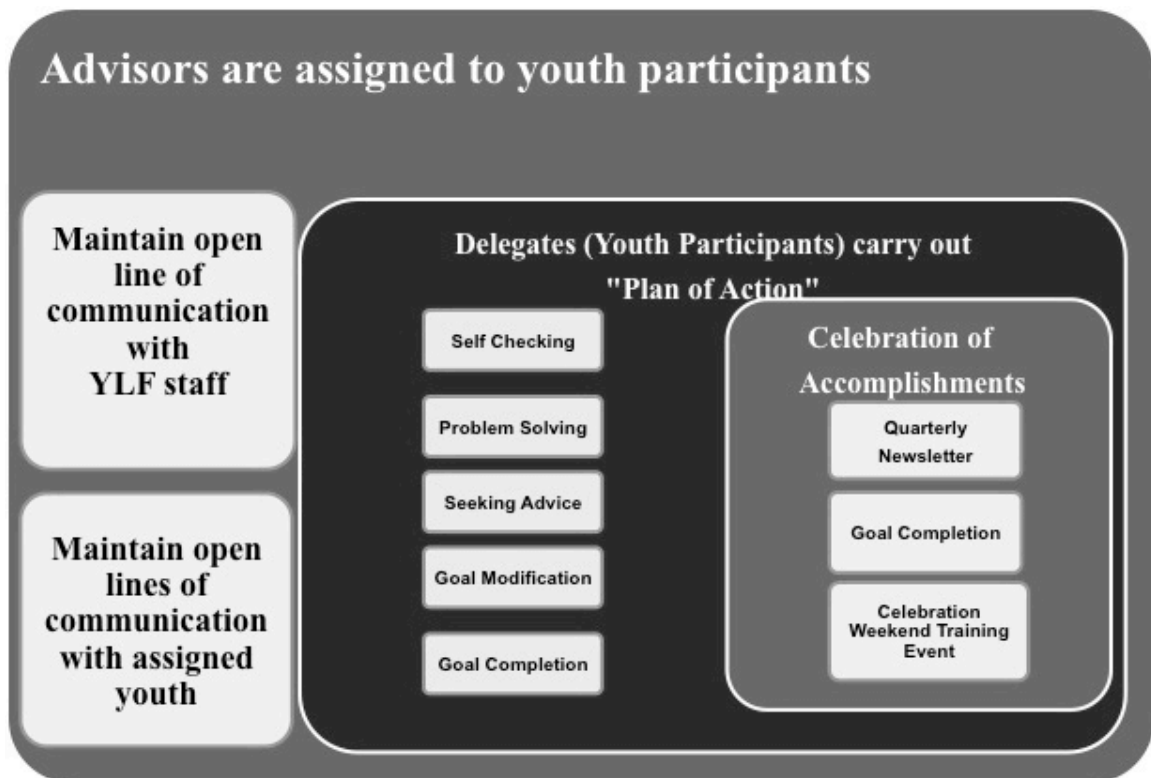 Advisors are assigned to youth participants
Maintain open
line of
communication
with
YLF staff
Maintain open
lines of
communication
with assigned
youth
Delegates (Youth Participants) carry out
"Plan of Action"
Self Checking
Problem Solving
Seeking Advice
Goal Modification
Goal Completion
Celebration of
Accomplishments
Quarterly
Newsletter
Goal Completion
Celebration
Weekend Training
Event